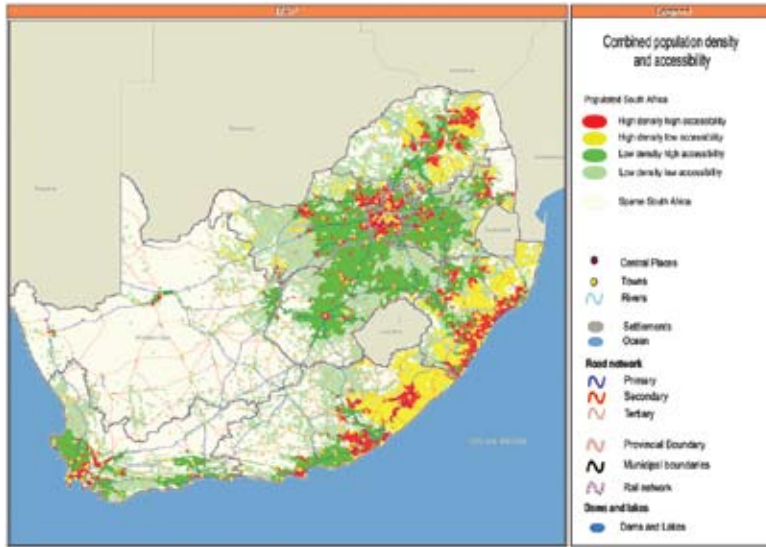 Map
Legend
Combined population density
and accessibility
Populated South Africa
High density high accessibility
High density low accessibility
Low density high accessibility
Low density low accessibility
Sparse South Africa
Central Places
Towns
Rivers
Settlements
Ocean
Road network
Primary
Secondary
Tertiary
Provincial Boundary
Municipal boundaries
Rail network
Dams and lakes
Dams and Lakes